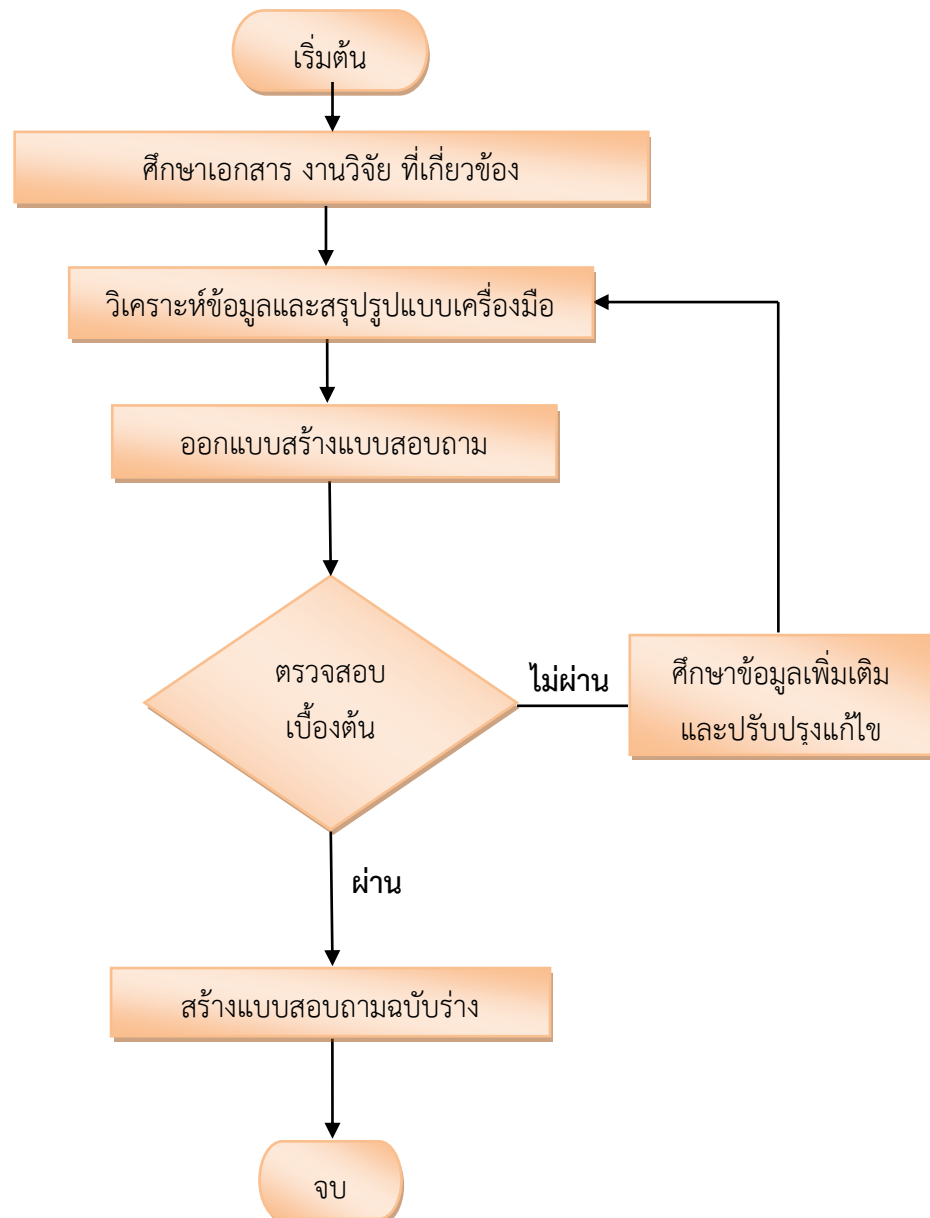 เริ่มต้น
ศึกษาเอกสาร งานวิจัย ที่เกี่ยวข้อง
วิเคราะห์ข้อมูลและสรุปรูปแบบเครื่องมือ
ออกแบบสร้างแบบสอบถาม
ตรวจสอบ
เบื้องต้น
ไม่ผ่าน
ศึกษาข้อมูลเพิ่มเติม
และปรับปรุงแก้ไข
ผ่าน
สร้างแบบสอบถามฉบับร่าง
จบ